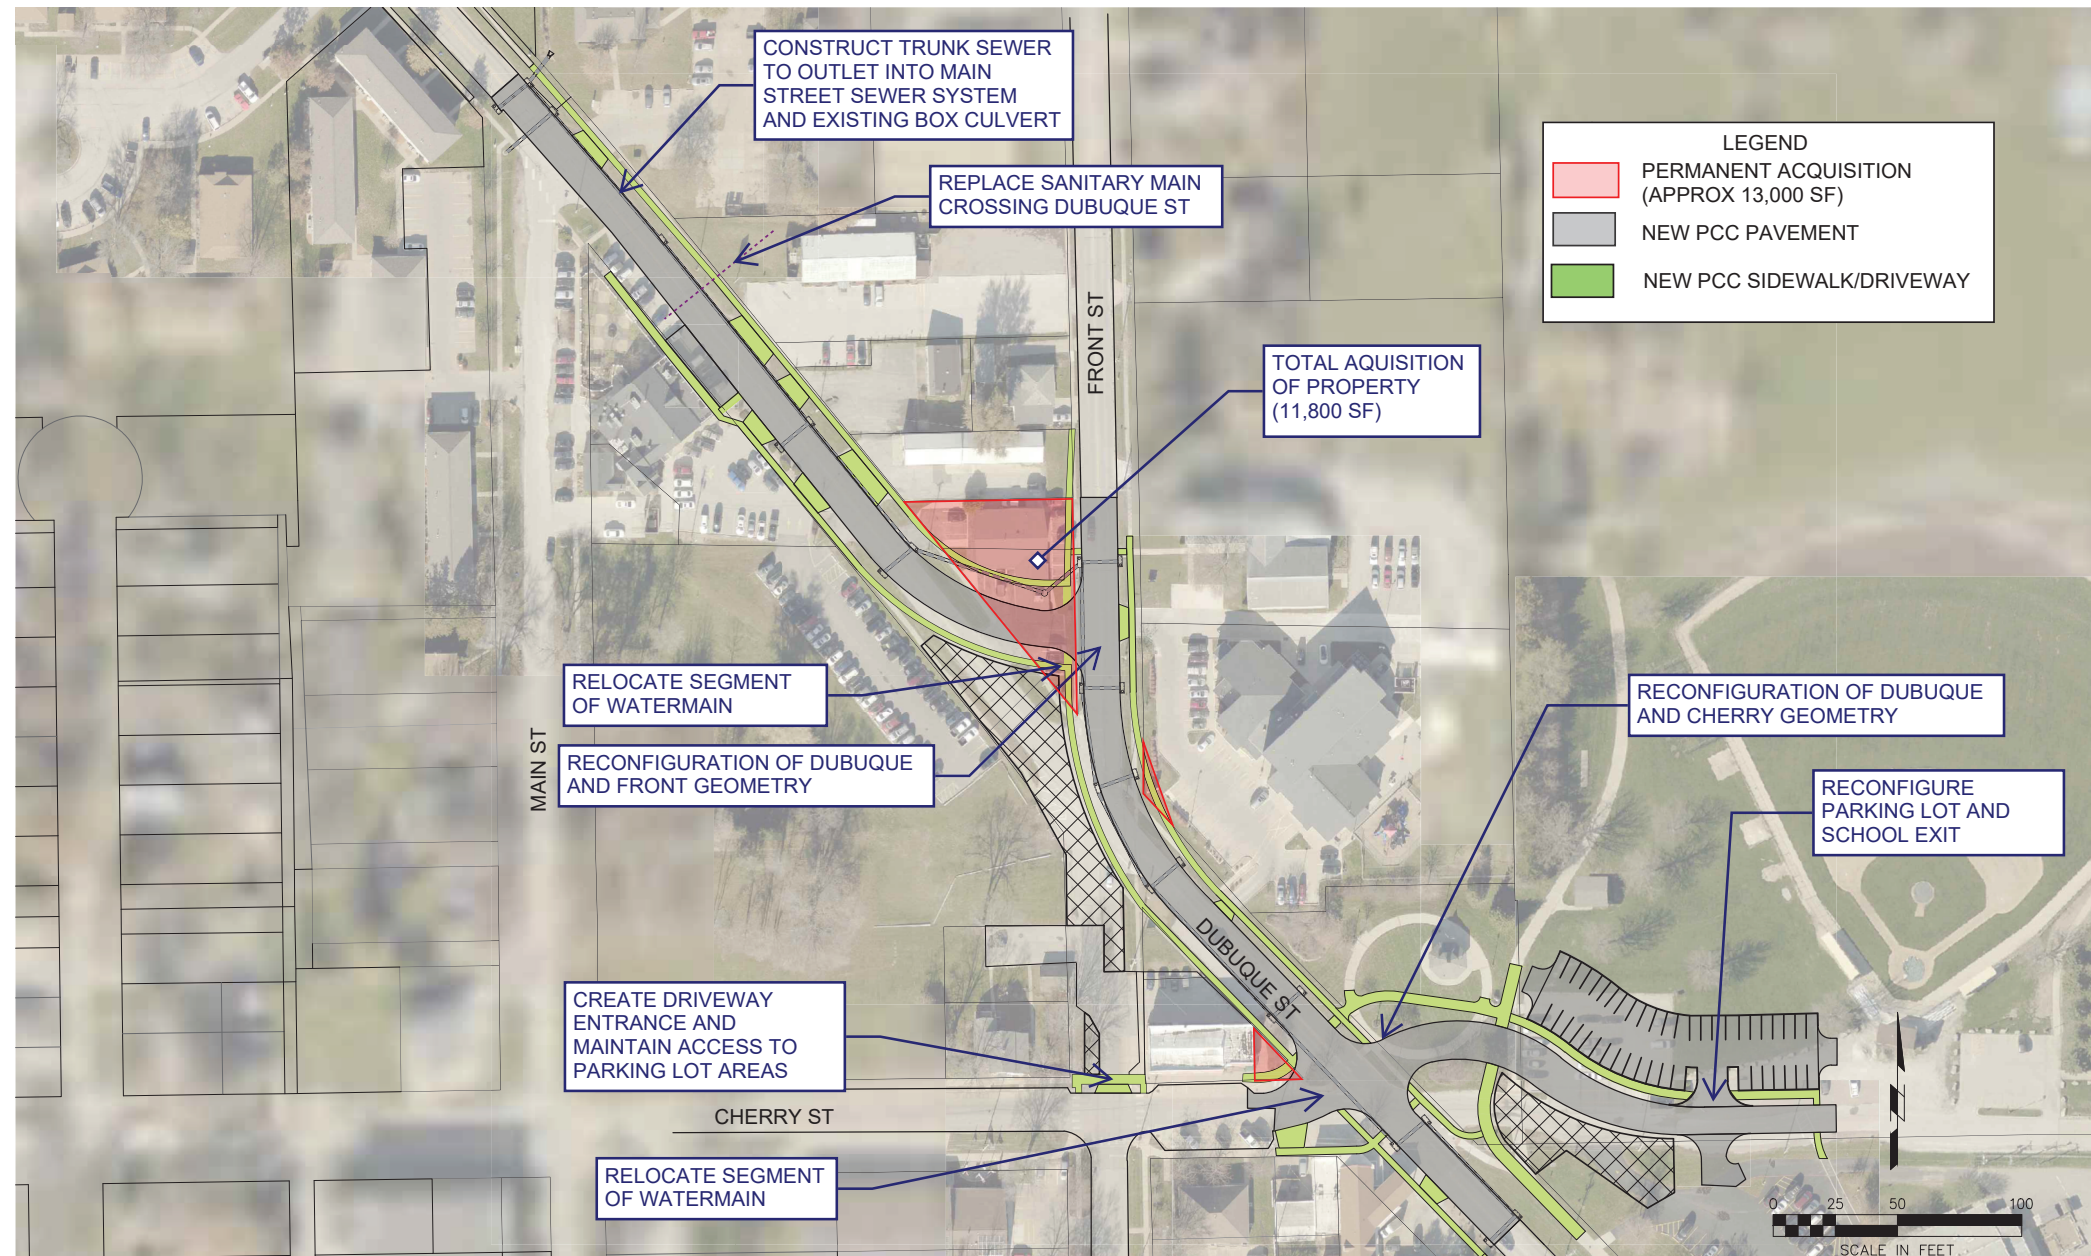 CONSTRUCT TRUNK SEWER
TO OUTLET INTO MAIN
STREET SEWER SYSTEM
AND EXISTING BOX CULVERT
REPLACE SANITARY MAIN
CROSSING DUBUQUE ST
LEGEND
PERMANENT ACQUISITION
(APPROX 13,000 SF)
NEW PCC PAVEMENT
NEW PCC SIDEWALK/DRIVEWAY
FRONT ST
TOTAL AQUISITION
OF PROPERTY
(11,800 SF)
RELOCATE SEGMENT
OF WATERMAIN
RECONFIGURATION OF DUBUQUE
AND FRONT GEOMETRY
MAIN ST
RECONFIGURATION OF DUBUQUE
AND CHERRY GEOMETRY
RECONFIGURE
PARKING LOT AND
SCHOOL EXIT
DUBUQUE ST
CREATE DRIVEWAY
ENTRANCE AND
MAINTAIN ACCESS TO
PARKING LOT AREAS
CHERRY ST
RELOCATE SEGMENT
OF WATERMAIN
0 25 50 100
SCALE IN FEET